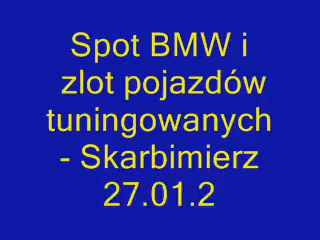 Spot BMW i
zlot pojazdów
tuningowanych
- Skarbimierz
27.01.2